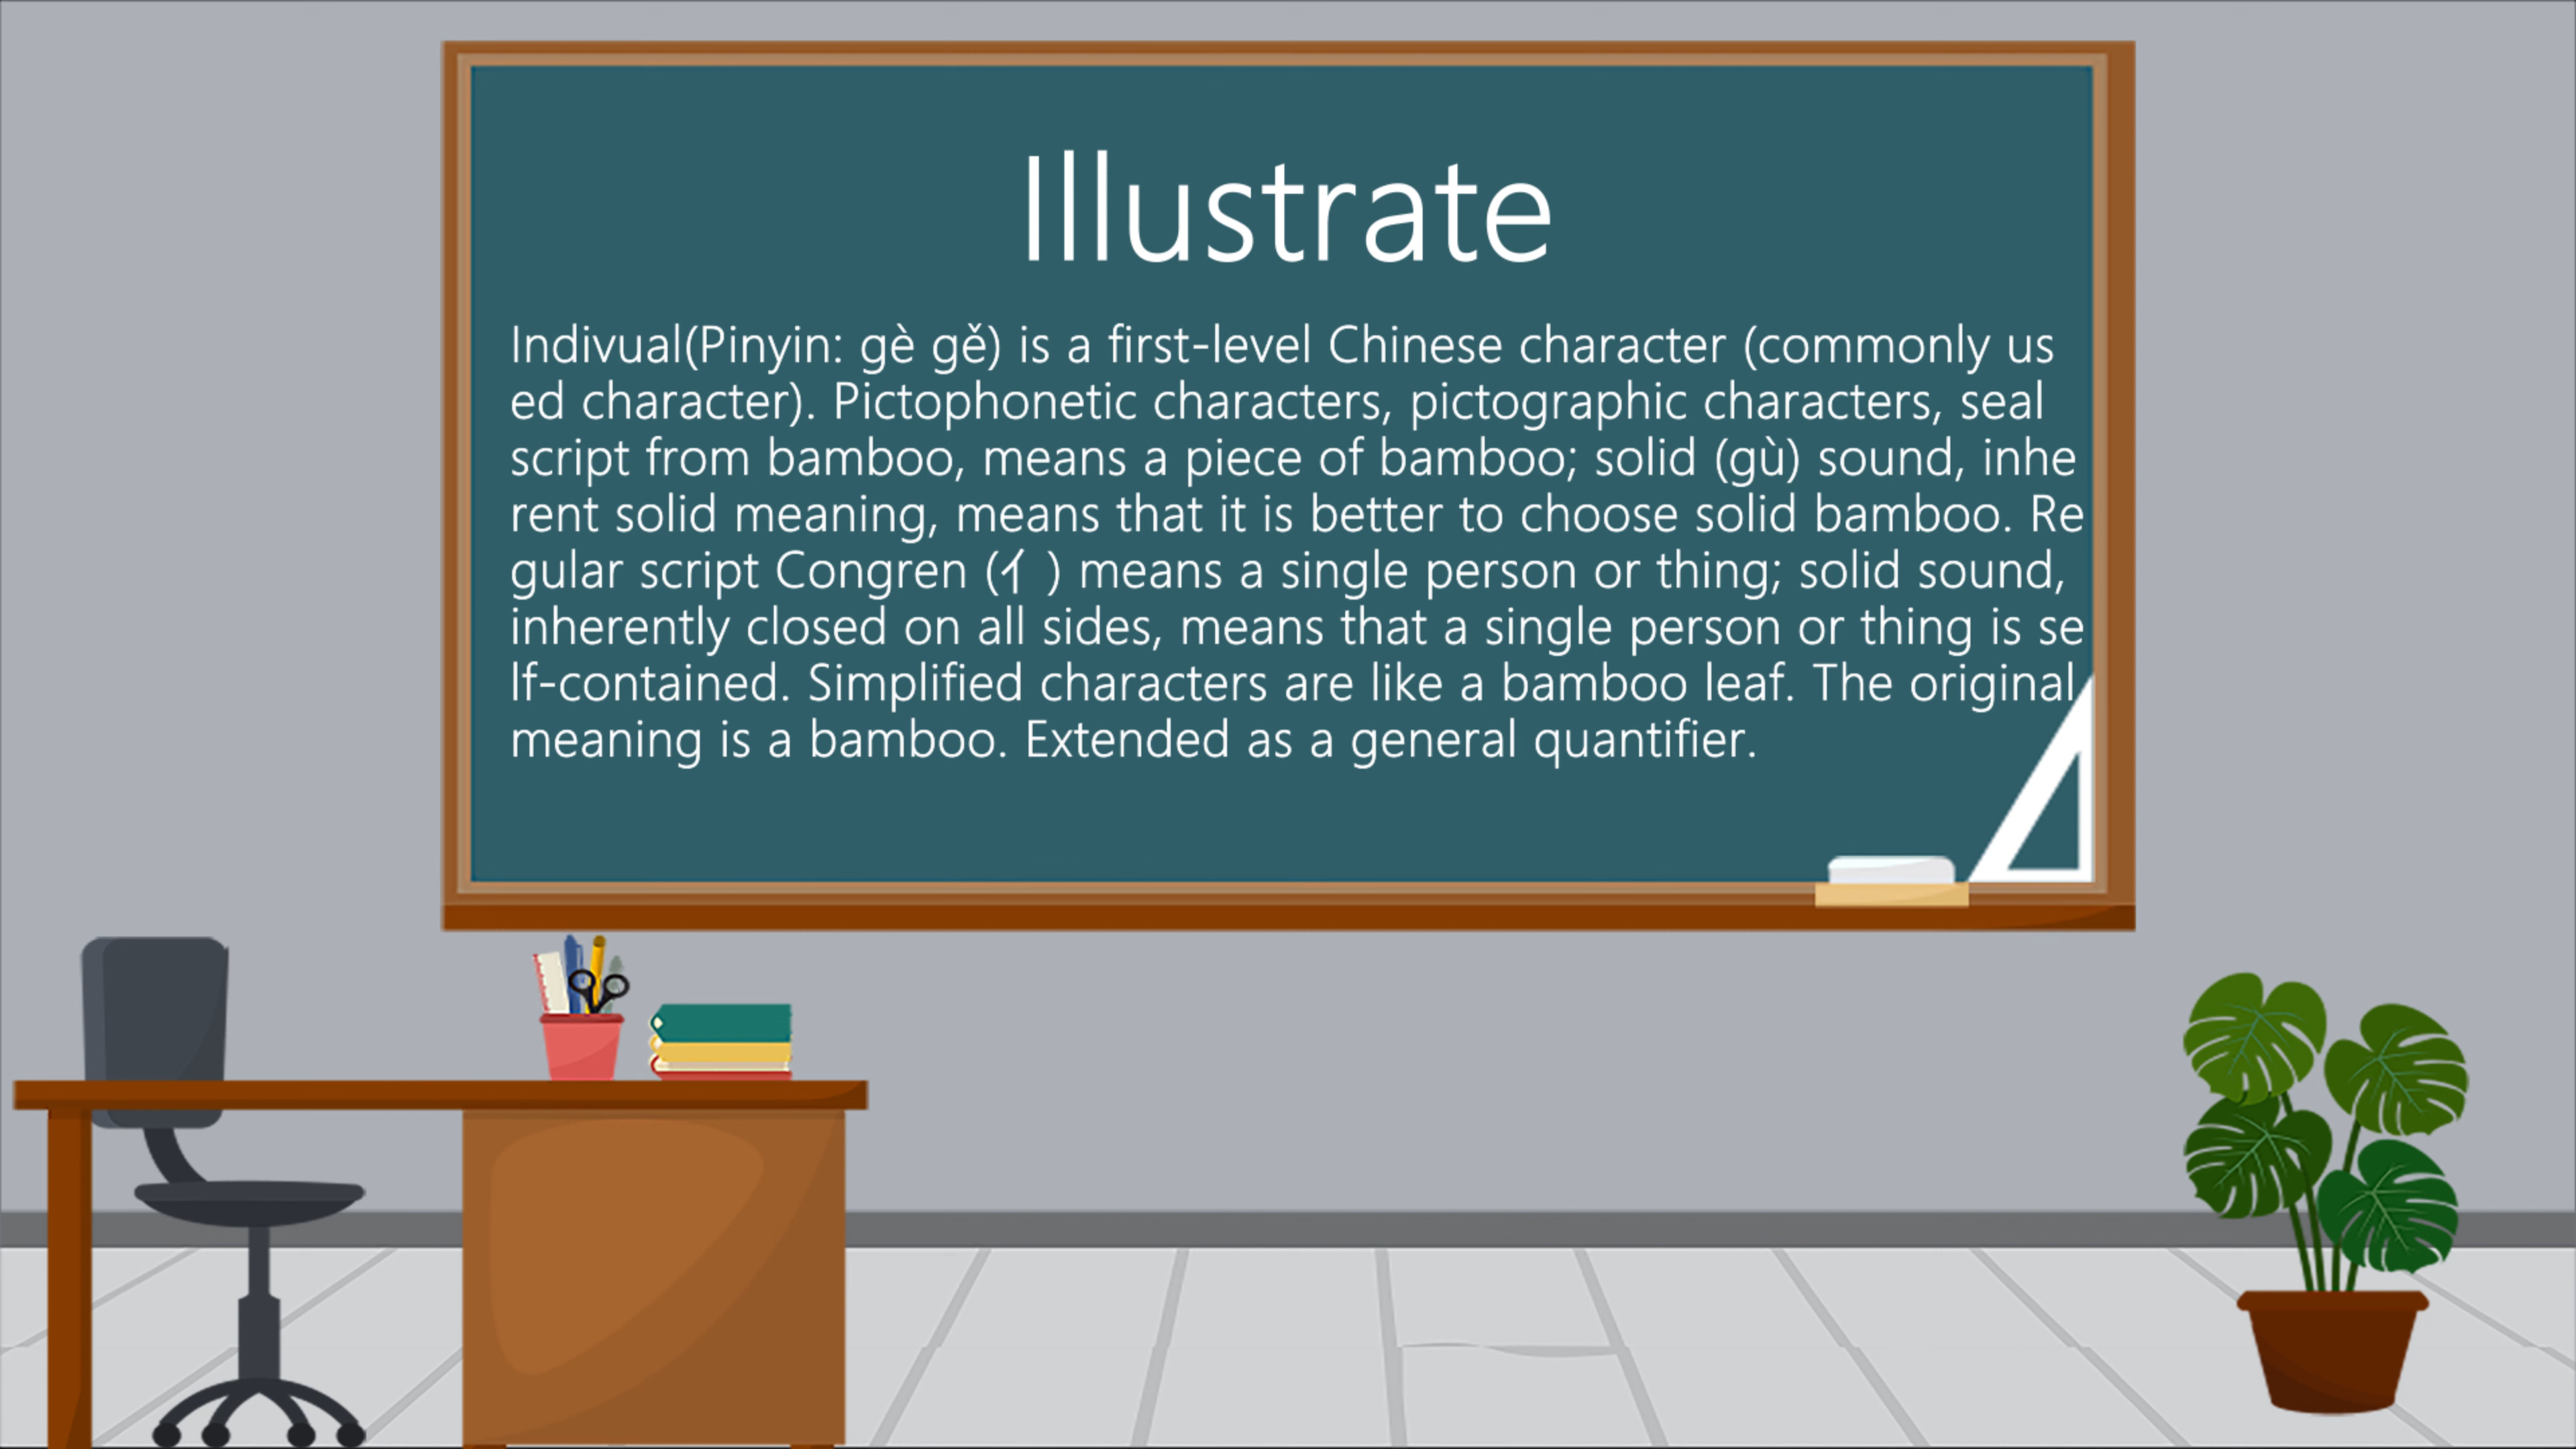 Illustrate
Indivual(Pinyin: gè gě) is a first-level Chinese character (commonly us
ed character). Pictophonetic characters, pictographic characters, seal
script from bamboo, means a piece of bamboo; solid (gù) sound, inhe
rent solid meaning, means that it is better to choose solid bamboo. Re
gular script Congren (亻) means a single person or thing; solid sound,
inherently closed on all sides, means that a single person or thing is se
lf-contained. Simplified characters are like a bamboo leaf. The original
meaning is a bamboo. Extended as a general quantifier.